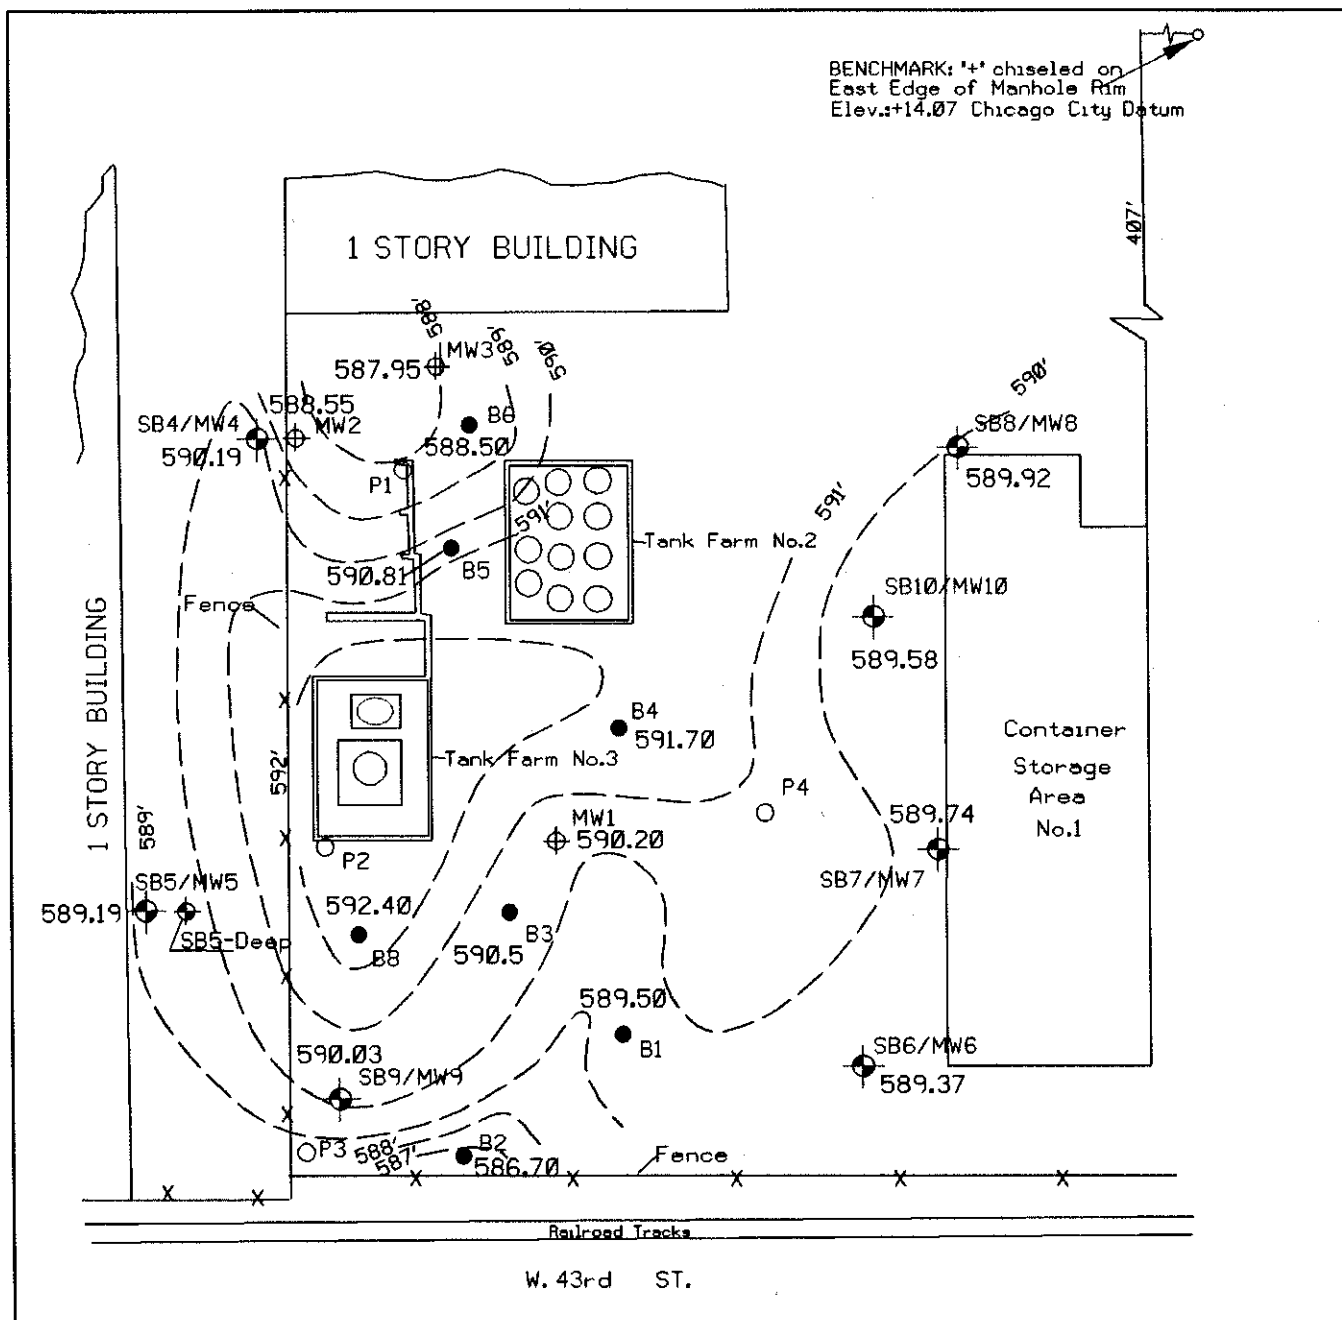 BENCHMARK: "+" chiseled on
East Edge of Manhole Rim
Elev.:+14.07 Chicago City Datum
407'
1 STORY BUILDING
588'
589'
590'
MW3
587.95
588.55
SB4/MW4
MW2
590.19
B6
588.50
P1
590'
SB8/MW8
589.92
591'
591'
Tank Farm No.2
B5
590.81
Fence
SB10/MW10
589.58
1 STORY BUILDING
B4
591.70
592'
Tank Farm No.3
Container
Storage
Area
No.1
P4
589.74
MW1
590.20
589'
P2
SB7/MW7
SB5/MW5
589.19
592.40
SB5-Deep
B8
B3
590.5
589.50
B1
590.03
SB9/MW9
SB6/MW6
589.37
P3
588'
587'
B2
586.70
Fence
Railroad Tracks
W. 43rd ST.